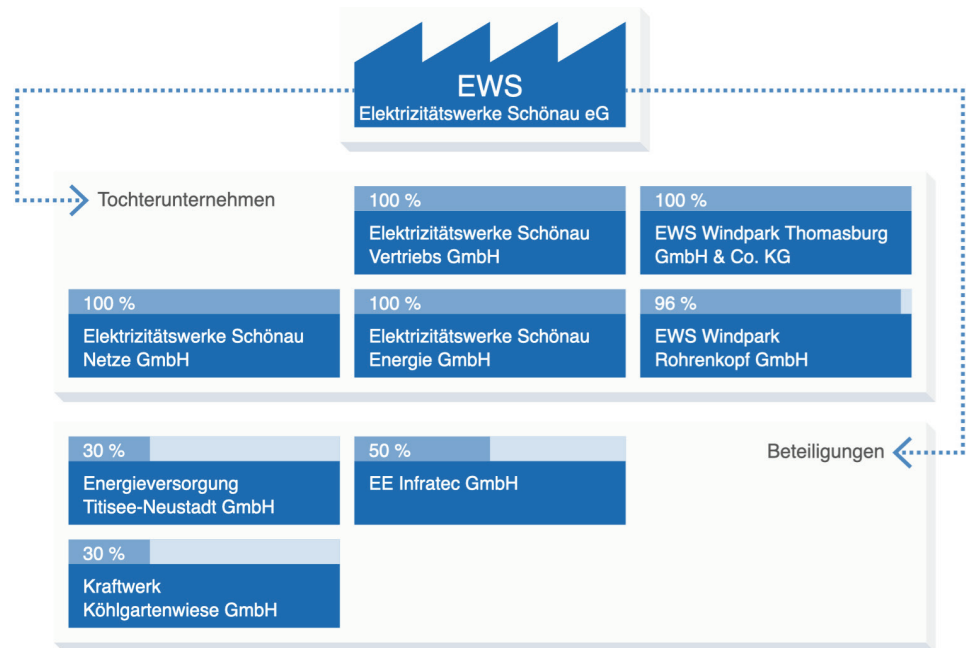 EWS
Elektrizitätswerke Schönau eG
Tochterunternehmen
100 %
Elektrizitätswerke Schönau
Vertriebs GmbH
100 %
EWS Windpark Thomasburg
GmbH & Co. KG
100 %
Elektrizitätswerke Schönau
Netze GmbH
100 %
Elektrizitätswerke Schönau
Energie GmbH
96 %
EWS Windpark
Rohrenkopf GmbH
30 %
Energieversorgung
Titisee-Neustadt GmbH
50 %
EE Infratec GmbH
Beteiligungen
30 %
Kraftwerk
Köhlgartenwiese GmbH